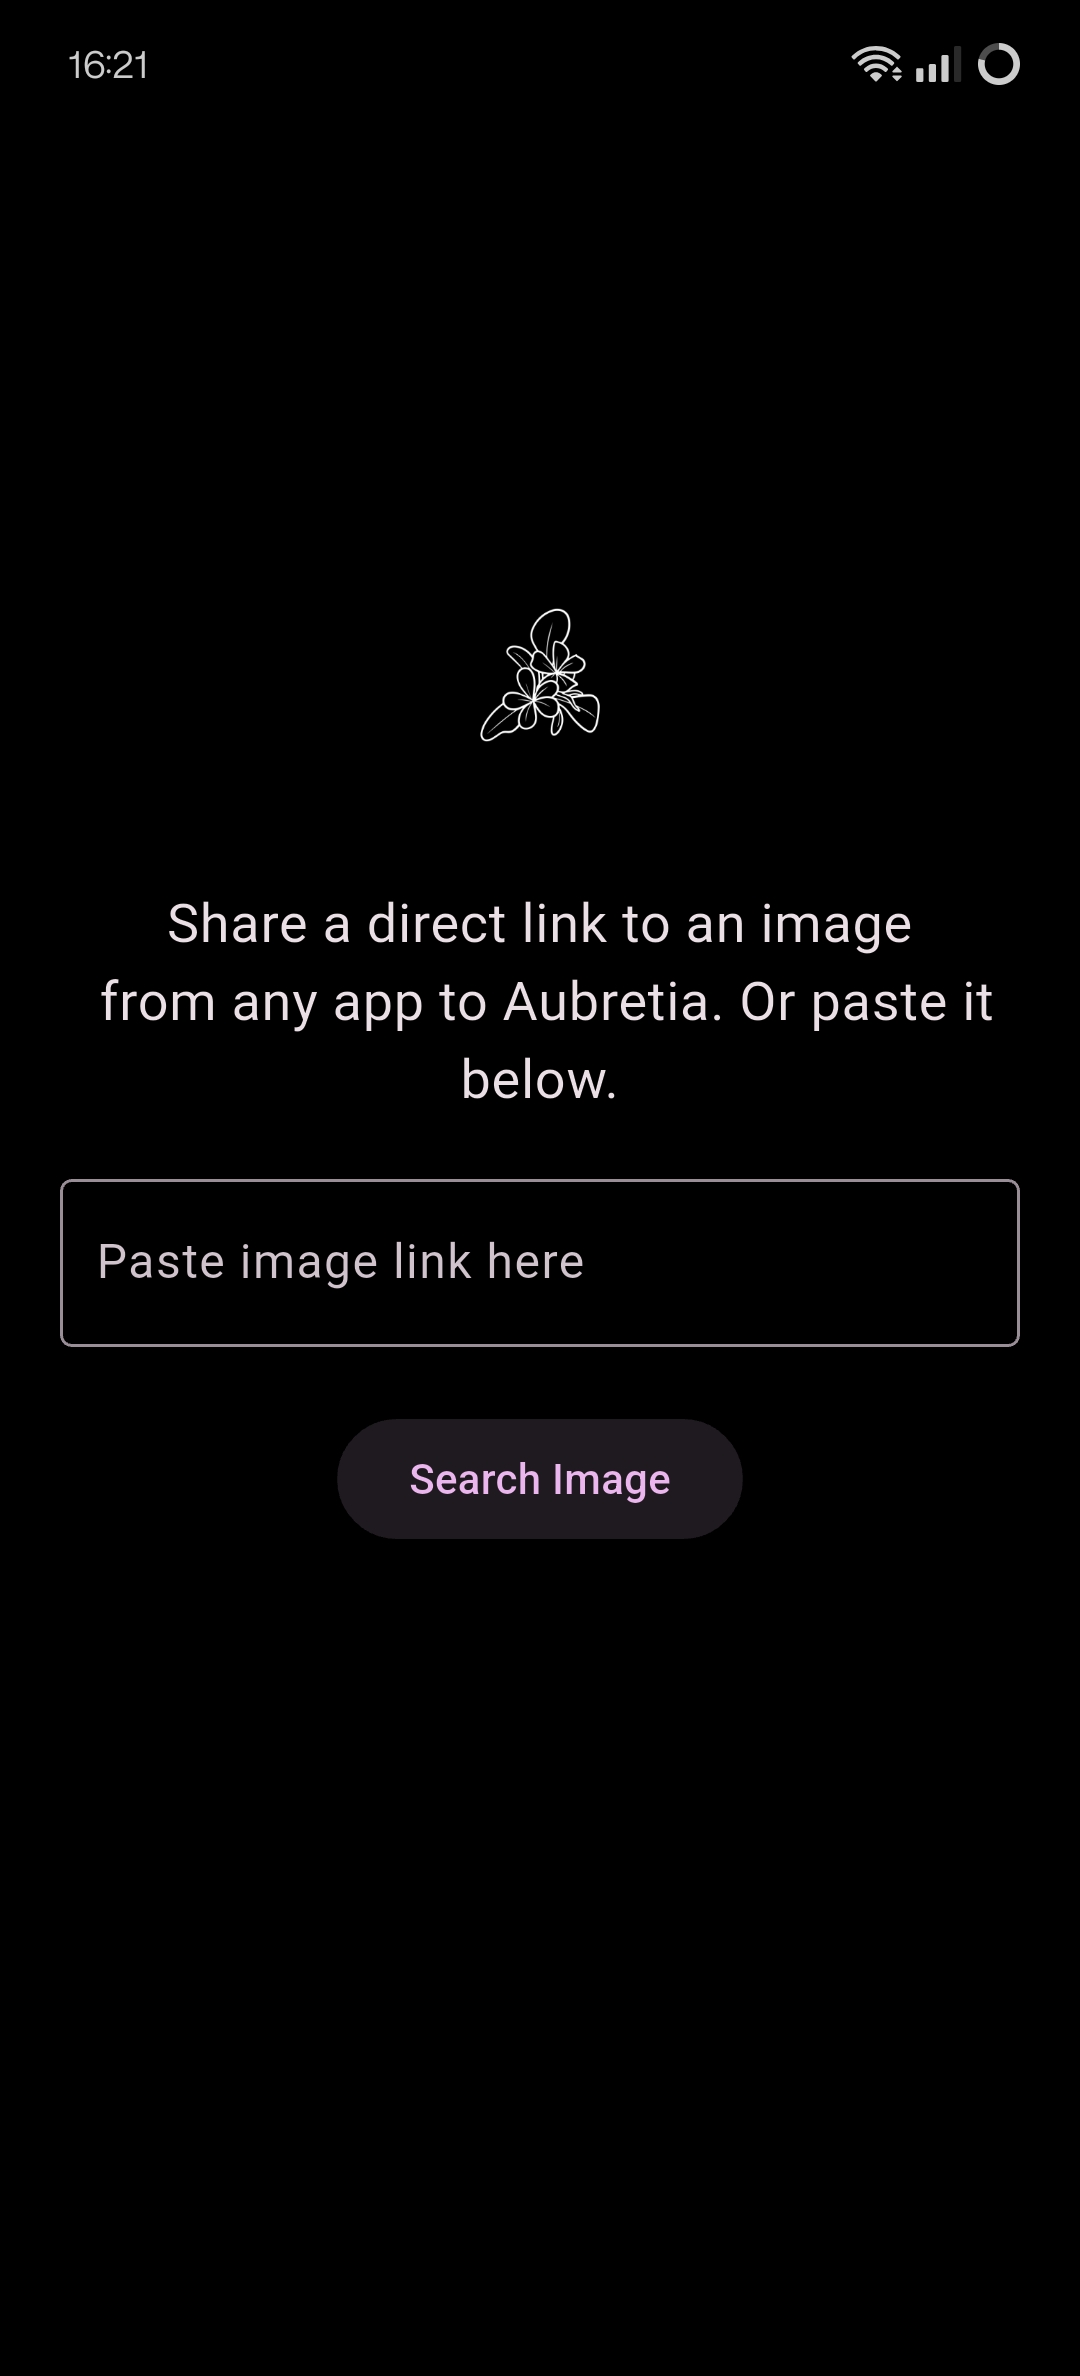 16:21
Share a direct link to an image
from any app to Aubretia. Or paste it
below.
Paste image link here
Search Image